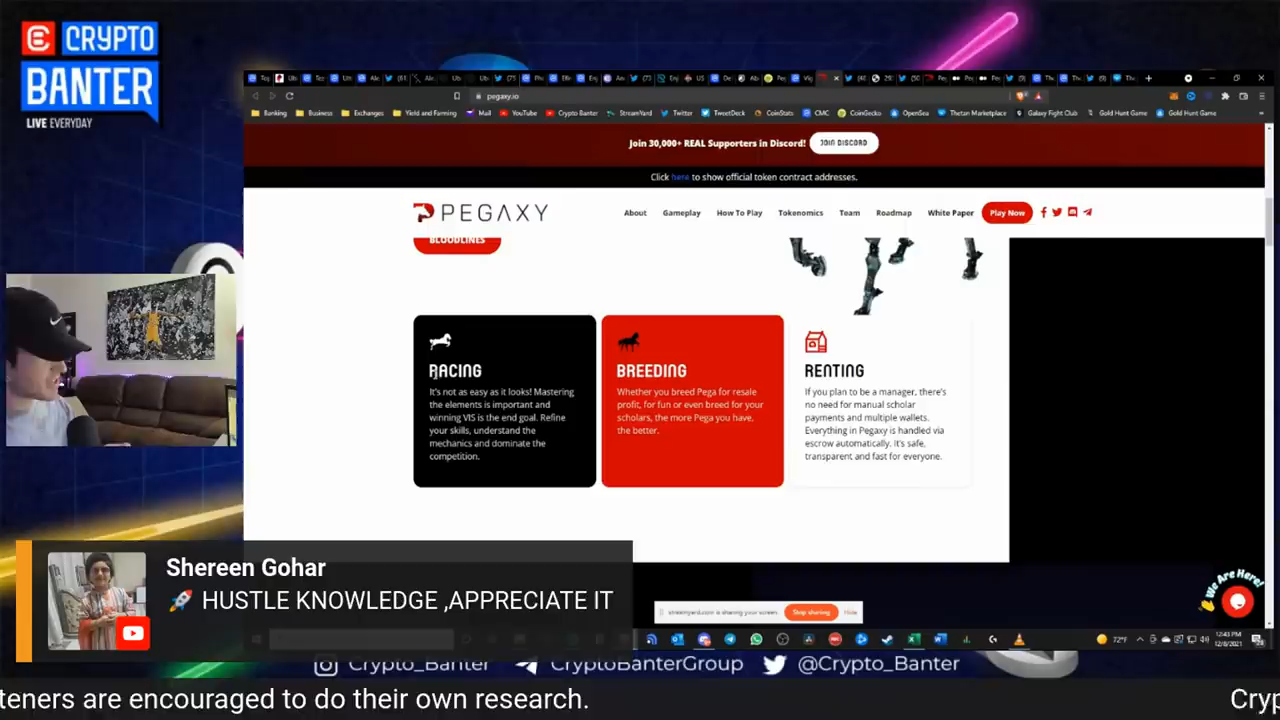 CRYPTO
BANTER
LIVE EVERYDAY
pegaxy.io
Banking
Business
Exchanges
Yield and Farming
Mail
YouTube
Crypto Banter
StreamYard
Twitter
TweetDeck
CoinStats
CMC
CoinGecko
OpenSea
Thetan Marketplace
Galaxy Fight Club
Gold Hunt Game
Gold Hunt Game
Join 30,000+ REAL Supporters in Discord!
JOIN DISCORD
Click here to show official token contract addresses.
PEGAXY
About
Gameplay
How To Play
Tokenomics
Team
Roadmap
White Paper
Play Now
BLOODLINES
RACING
It's not as easy as it looks! Mastering
the elements is important and
winning VIS is the end goal. Refine
your skills, understand the
mechanics and dominate the
competition.
BREEDING
Whether you breed Pega for resale
profit, for fun or even breed for your
scholars, the more Pega you have,
the better.
RENTING
If you plan to be a manager, there's
no need for manual scholar
payments and multiple wallets.
Everything in Pegaxy is handled via
escrow automatically. It's safe,
transparent and fast for everyone.
We Are Here!
Shereen Gohar
HUSTLE KNOWLEDGE ,APPRECIATE IT
streamyard.com is sharing your screen.
Stop sharing
Hide
72°F
12:43 PM
12/8/2021
Crypto_Banter
CryptoBanterGroup
@Crypto_Banter
teners are encouraged to do their own research.
Cryp